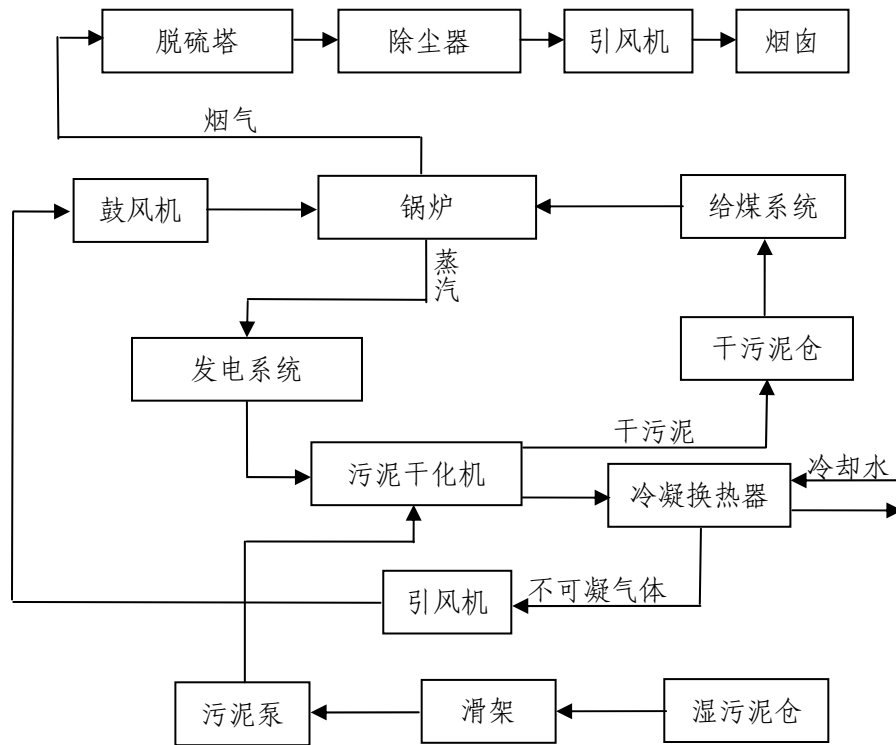 脱硫塔
除尘器
引风机
烟囱
烟气
鼓风机
锅炉
给煤系统
蒸汽
发电系统
干污泥仓
干污泥
污泥干化机
冷凝换热器
冷却水
引风机
不可凝气体
污泥泵
滑架
湿污泥仓